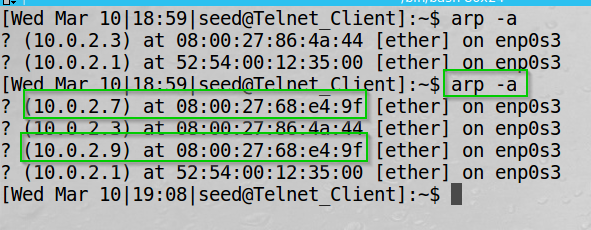 [Wed Mar 10|18:59|seed@Telnet_Client]:~$ arp -a
? (10.0.2.3) at 08:00:27:86:4a:44 [ether] on enp0s3
? (10.0.2.1) at 52:54:00:12:35:00 [ether] on enp0s3
[Wed Mar 10|18:59|seed@Telnet_Client]:~$ arp -a
? (10.0.2.7) at 08:00:27:68:e4:9f [ether] on enp0s3
? (10.0.2.3) at 08:00:27:86:4a:44 [ether] on enp0s3
? (10.0.2.9) at 08:00:27:68:e4:9f [ether] on enp0s3
? (10.0.2.1) at 52:54:00:12:35:00 [ether] on enp0s3
[Wed Mar 10|19:08|seed@Telnet_Client]:~$